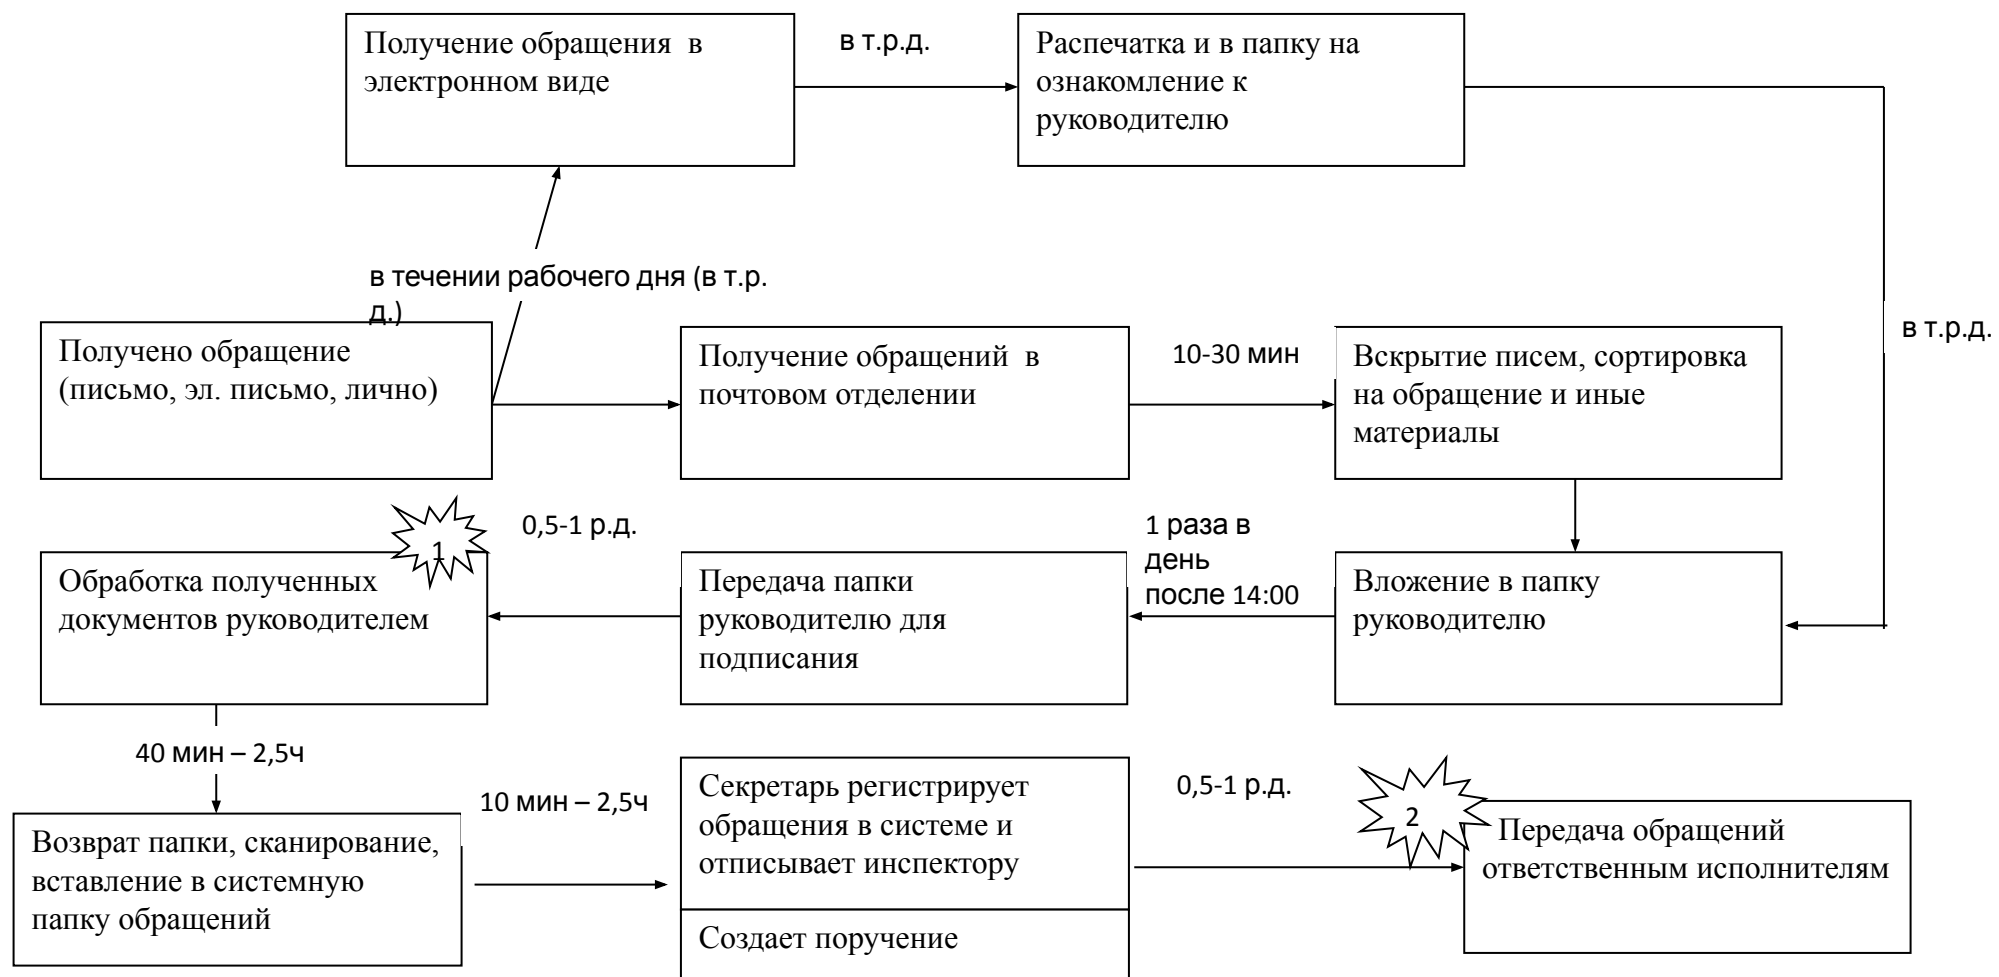 Получение обращения в
электронном виде
в т.р.д.
Распечатка и в папку на
ознакомление к
руководителю
в течении рабочего дня (в т.р.
д.)
в т.р.д.
Получено обращение
(письмо, эл. письмо, лично)
Получение обращений в
почтовом отделении
10-30 мин
Вскрытие писем, сортировка
на обращение и иные
материалы
1
0,5-1 р.д.
1 раза в
день
после 14:00
Обработка полученных
документов руководителем
Передача папки
руководителю для
подписания
Вложение в папку
руководителю
40 мин – 2,5ч
Возврат папки, сканирование,
вставление в системную
папку обращений
10 мин – 2,5ч
Секретарь регистрирует
обращения в системе и
отписывает инспектору
Создает поручение
0,5-1 р.д.
2
Передача обращений
ответственным исполнителям